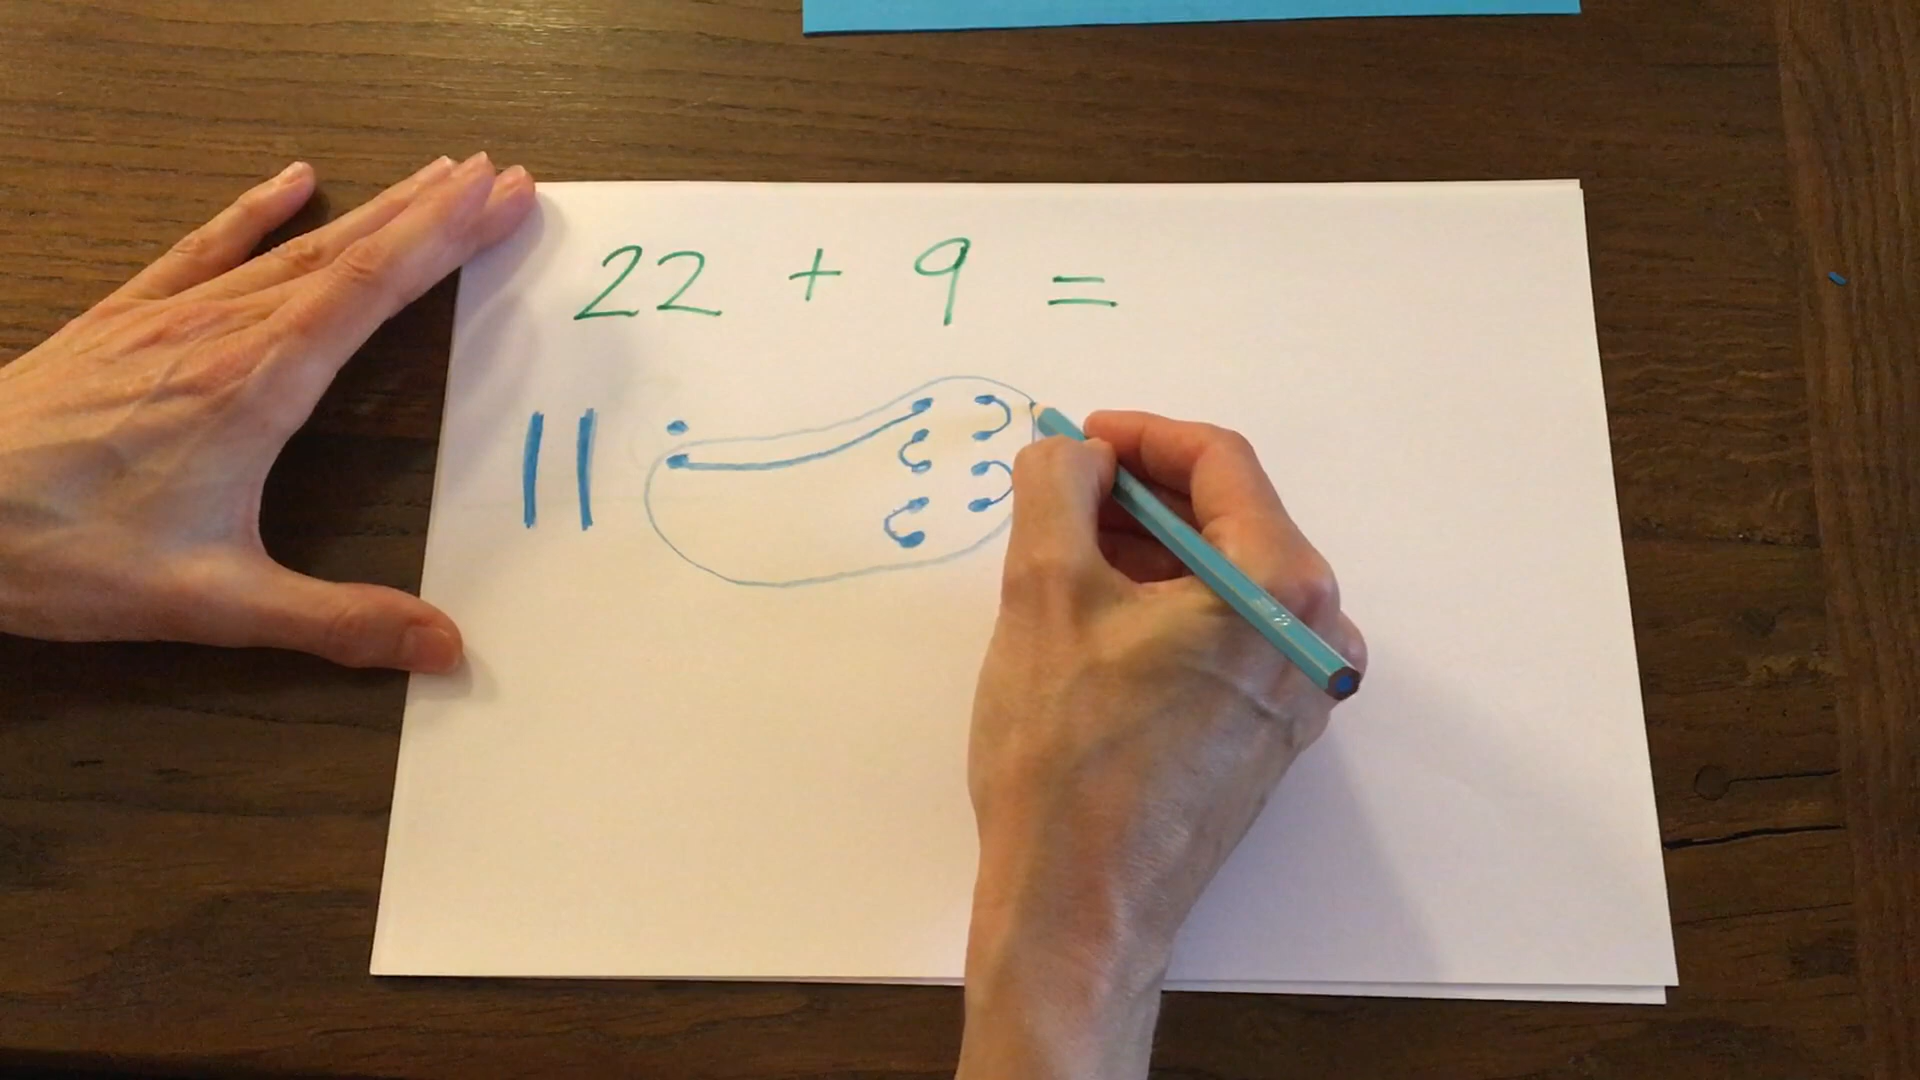 22 + 9 =